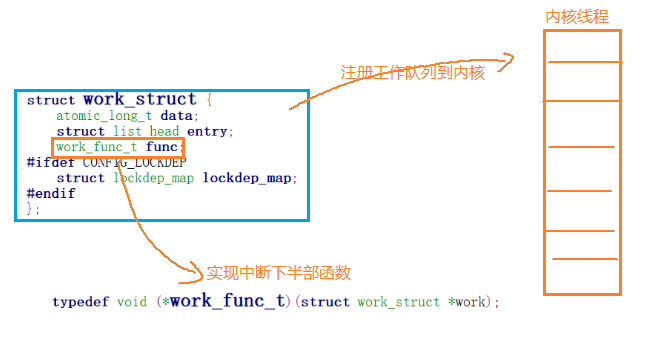 内核线程
注册工作队列到内核
struct work_struct {
atomic_long_t data;
struct list_head entry;
work_func_t func;
#ifdef CONFIG_LOCKDEP
struct lockdep_map lockdep_map;
#endif
};
实现中断下半部函数
typedef void (*work_func_t)(struct work_struct *work);